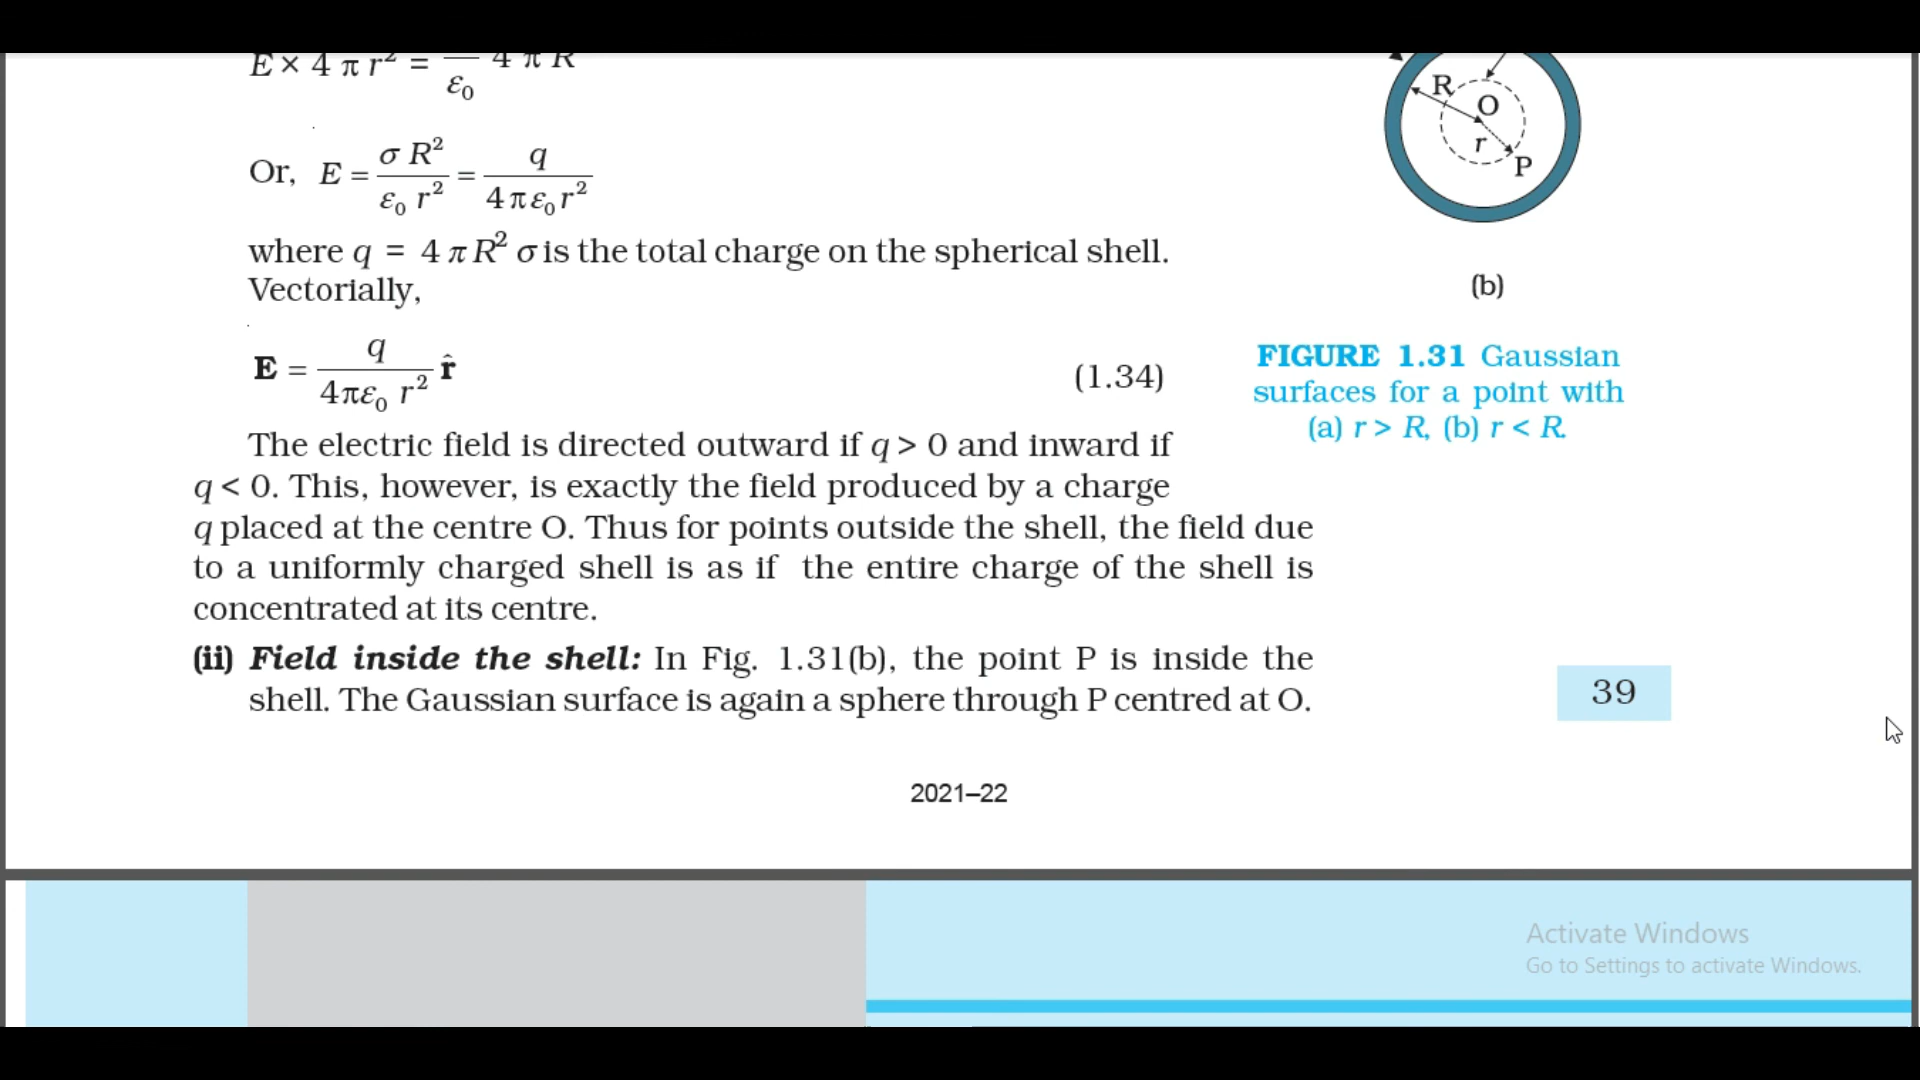 E × 4 π r² = — 4 π R
ε₀
Or, E = σ R² / ε₀ r² = q / 4 π ε₀ r²
where q = 4 π R² σ is the total charge on the spherical shell.
Vectorially,
E = q / 4πε₀ r² r̂ (1.34)
The electric field is directed outward if q > 0 and inward if
q < 0. This, however, is exactly the field produced by a charge
q placed at the centre O. Thus for points outside the shell, the field due
to a uniformly charged shell is as if the entire charge of the shell is
concentrated at its centre.
(ii) Field inside the shell: In Fig. 1.31(b), the point P is inside the
shell. The Gaussian surface is again a sphere through P centred at O.
R
O
r
P
(b)
FIGURE 1.31 Gaussian
surfaces for a point with
(a) r > R, (b) r < R.
39
2021–22
Activate Windows
Go to Settings to activate Windows.